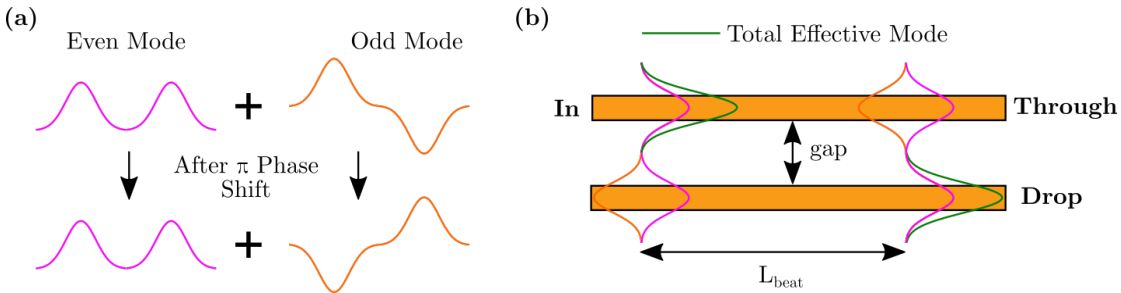 (a)
Even Mode
Odd Mode
+
After π Phase
Shift
+
(b)
Total Effective Mode
In
Through
gap
Drop
L_beat